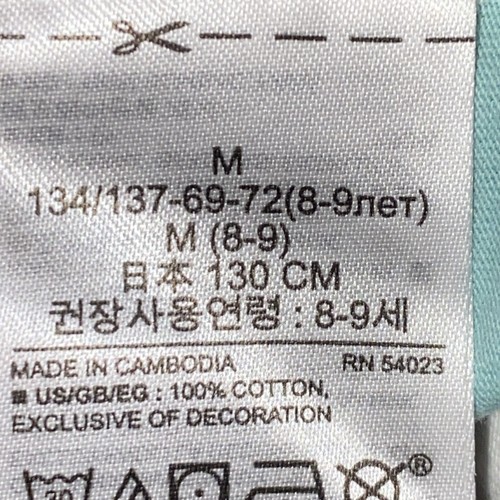 M
134/137-69-72(8-9лет)
M (8-9)
日本 130 CM
권장사용연령 : 8-9세
MADE IN CAMBODIA RN 54023
■ US/GB/EG : 100% COTTON,
EXCLUSIVE OF DECORATION
30 ®